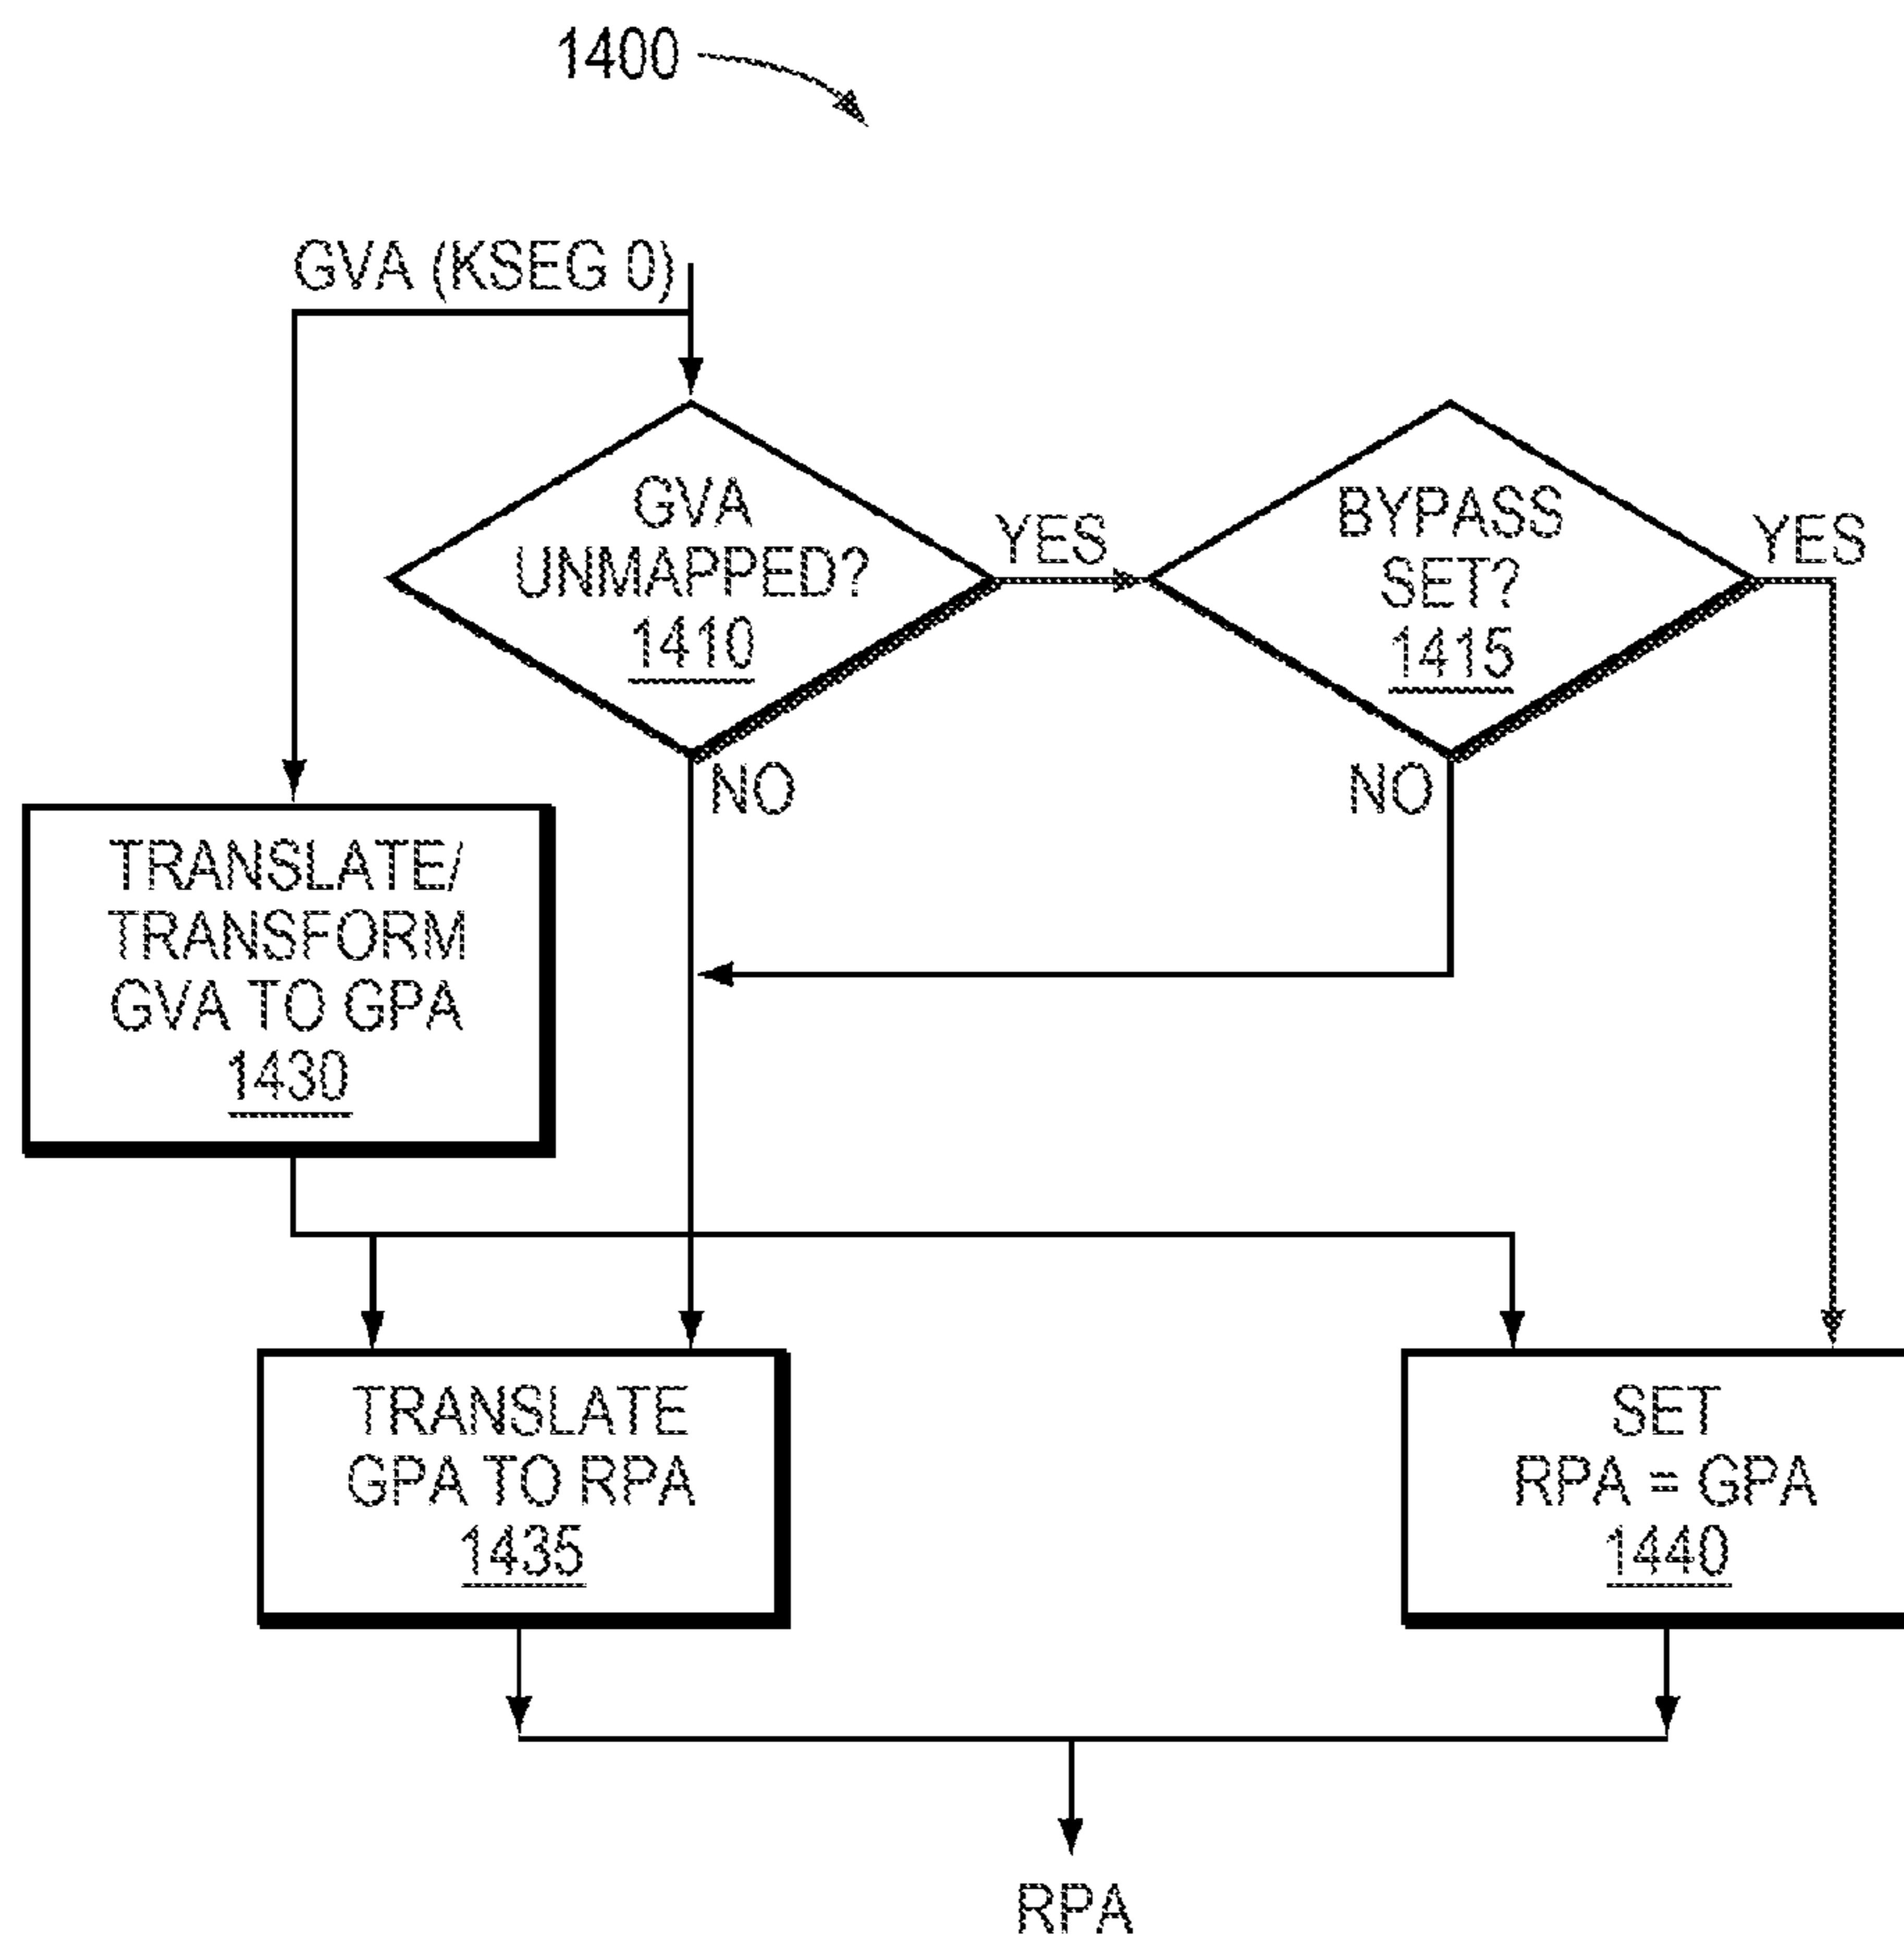 1400
GVA (KSEG 0)
GVA
UNMAPPED?
1410
YES
BYPASS
SET?
1415
YES
NO
NO
TRANSLATE/
TRANSFORM
GVA TO GPA
1430
TRANSLATE
GPA TO RPA
1435
SET
RPA = GPA
1440
RPA